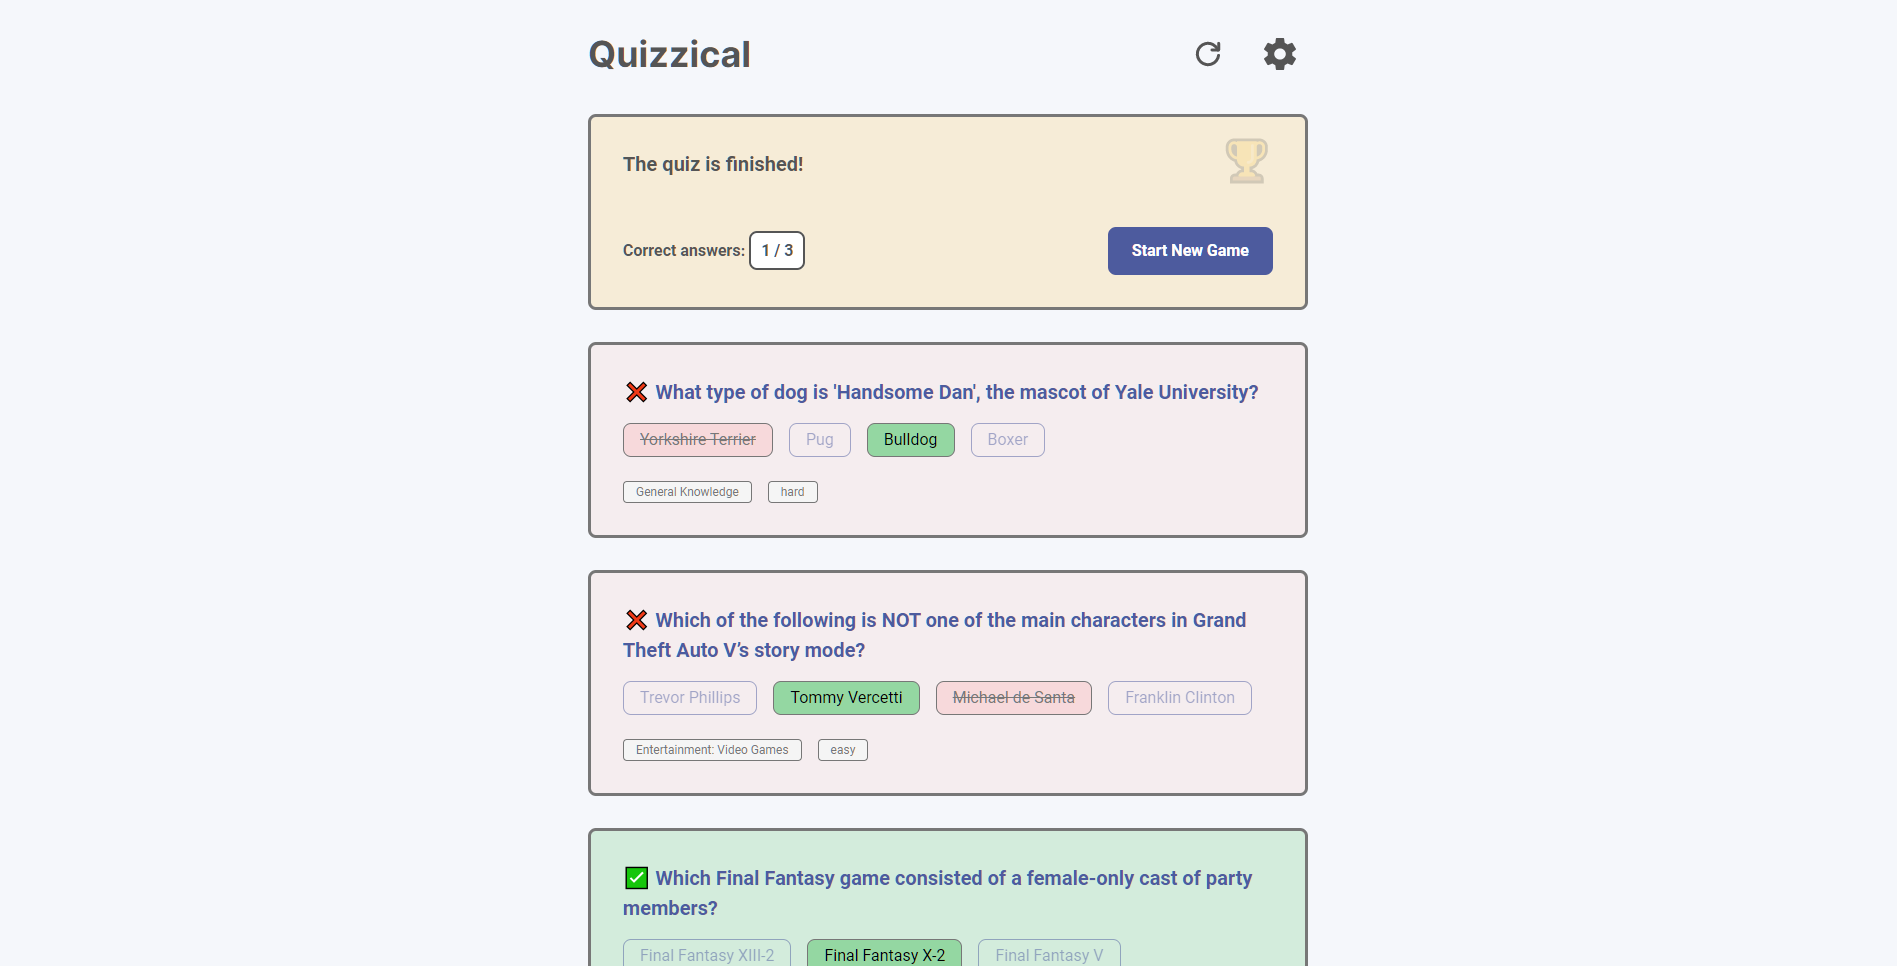 Quizzical
The quiz is finished!
Correct answers: 1 / 3
Start New Game
What type of dog is 'Handsome Dan', the mascot of Yale University?
Yorkshire Terrier Pug Bulldog Boxer
General Knowledge hard
Which of the following is NOT one of the main characters in Grand
Theft Auto V’s story mode?
Trevor Phillips Tommy Vercetti Michael de Santa Franklin Clinton
Entertainment: Video Games easy
Which Final Fantasy game consisted of a female-only cast of party
members?
Final Fantasy XIII-2 Final Fantasy X-2 Final Fantasy V